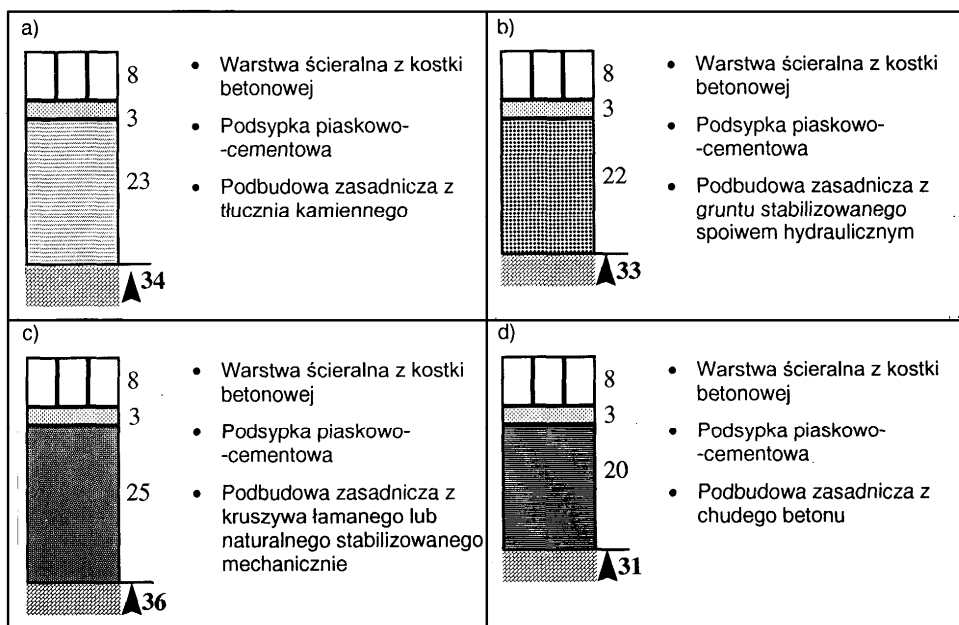 a)
8
3
23
34
• Warstwa ścieralna z kostki
betonowej
• Podsypka piaskowo-
-cementowa
• Podbudowa zasadnicza z
tłucznia kamiennego
b)
8
3
22
33
• Warstwa ścieralna z kostki
betonowej
• Podsypka piaskowo-
-cementowa
• Podbudowa zasadnicza z
gruntu stabilizowanego
spoiwem hydraulicznym
c)
8
3
25
36
• Warstwa ścieralna z kostki
betonowej
• Podsypka piaskowo-
-cementowa
• Podbudowa zasadnicza z
kruszywa łamanego lub
naturalnego stabilizowanego
mechanicznie
d)
8
3
20
31
• Warstwa ścieralna z kostki
betonowej
• Podsypka piaskowo-
-cementowa
• Podbudowa zasadnicza z
chudego betonu